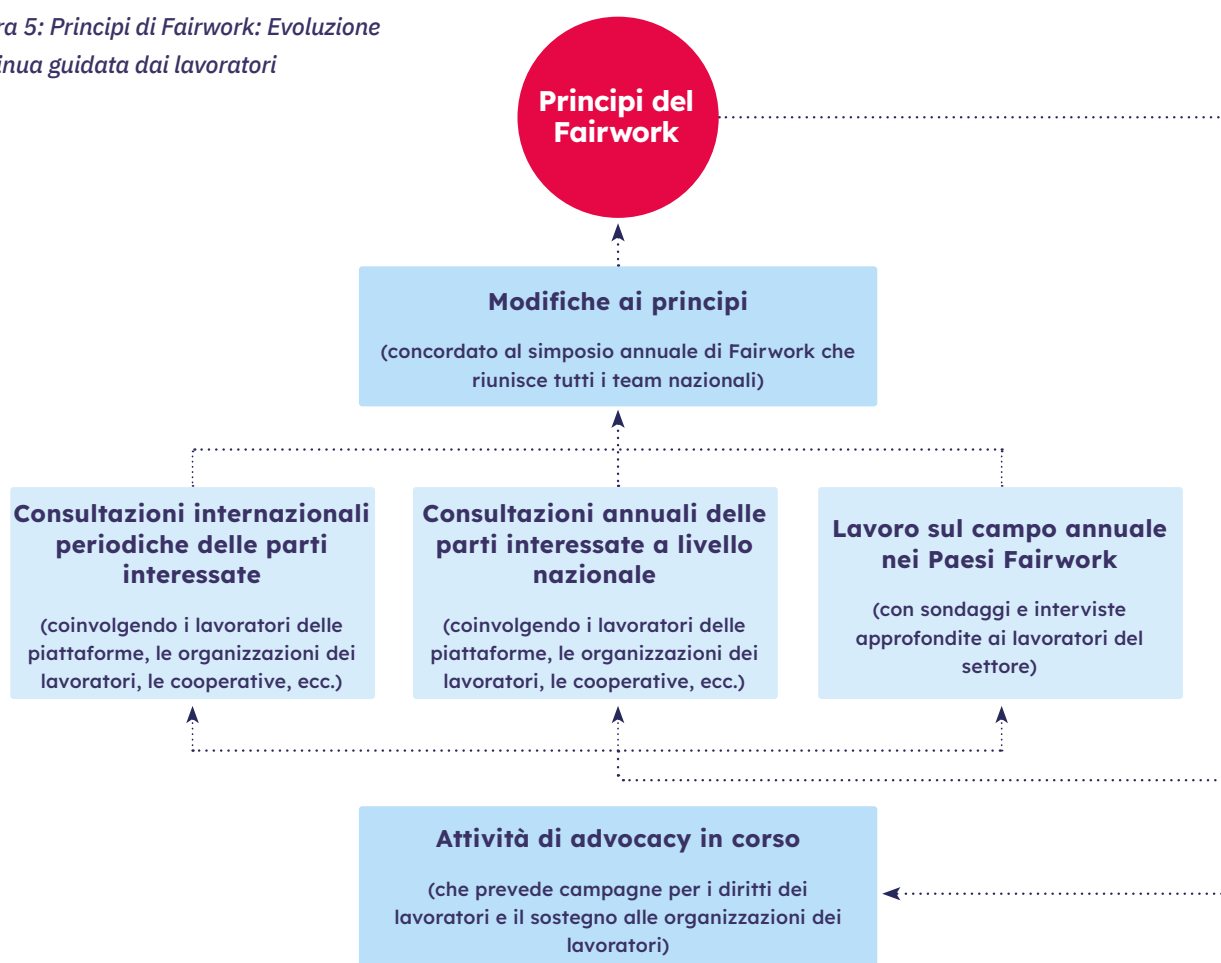 ra 5: Principi di Fairwork: Evoluzione
inua guidata dai lavoratori
Principi del
Fairwork
Modifiche ai principi
(concordato al simposio annuale di Fairwork che
riunisce tutti i team nazionali)
Consultazioni internazionali
periodiche delle parti
interessate
(coinvolgendo i lavoratori delle
piattaforme, le organizzazioni dei
lavoratori, le cooperative, ecc.)
Consultazioni annuali delle
parti interessate a livello
nazionale
(coinvolgendo i lavoratori delle
piattaforme, le organizzazioni dei
lavoratori, le cooperative, ecc.)
Lavoro sul campo annuale
nei Paesi Fairwork
(con sondaggi e interviste
approfondite ai lavoratori del
settore)
Attività di advocacy in corso
(che prevede campagne per i diritti dei
lavoratori e il sostegno alle organizzazioni dei
lavoratori)